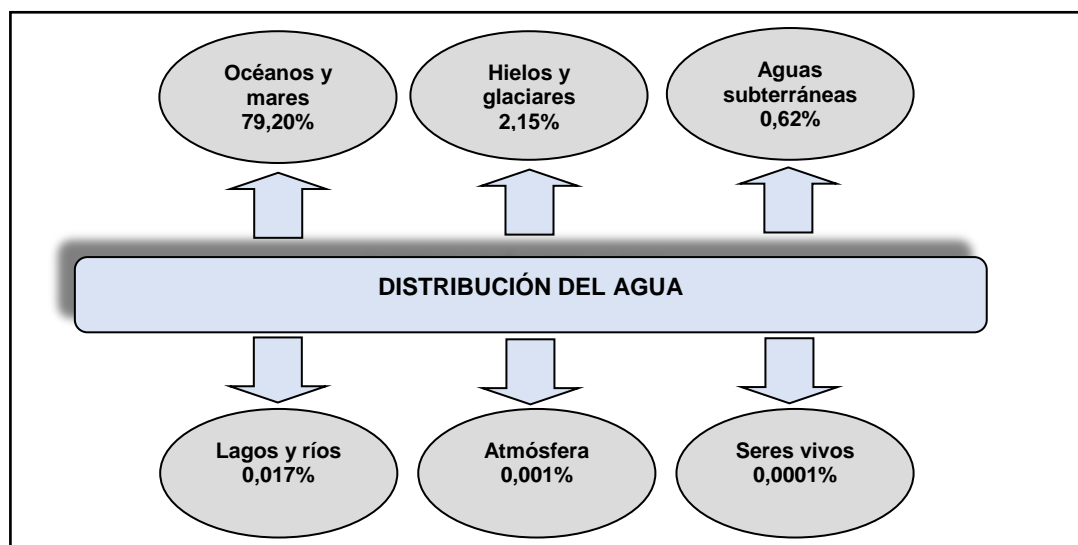 Océanos y
mares
79,20%
Hielos y
glaciares
2,15%
Aguas
subterráneas
0,62%
DISTRIBUCIÓN DEL AGUA
Lagos y ríos
0,017%
Atmósfera
0,001%
Seres vivos
0,0001%